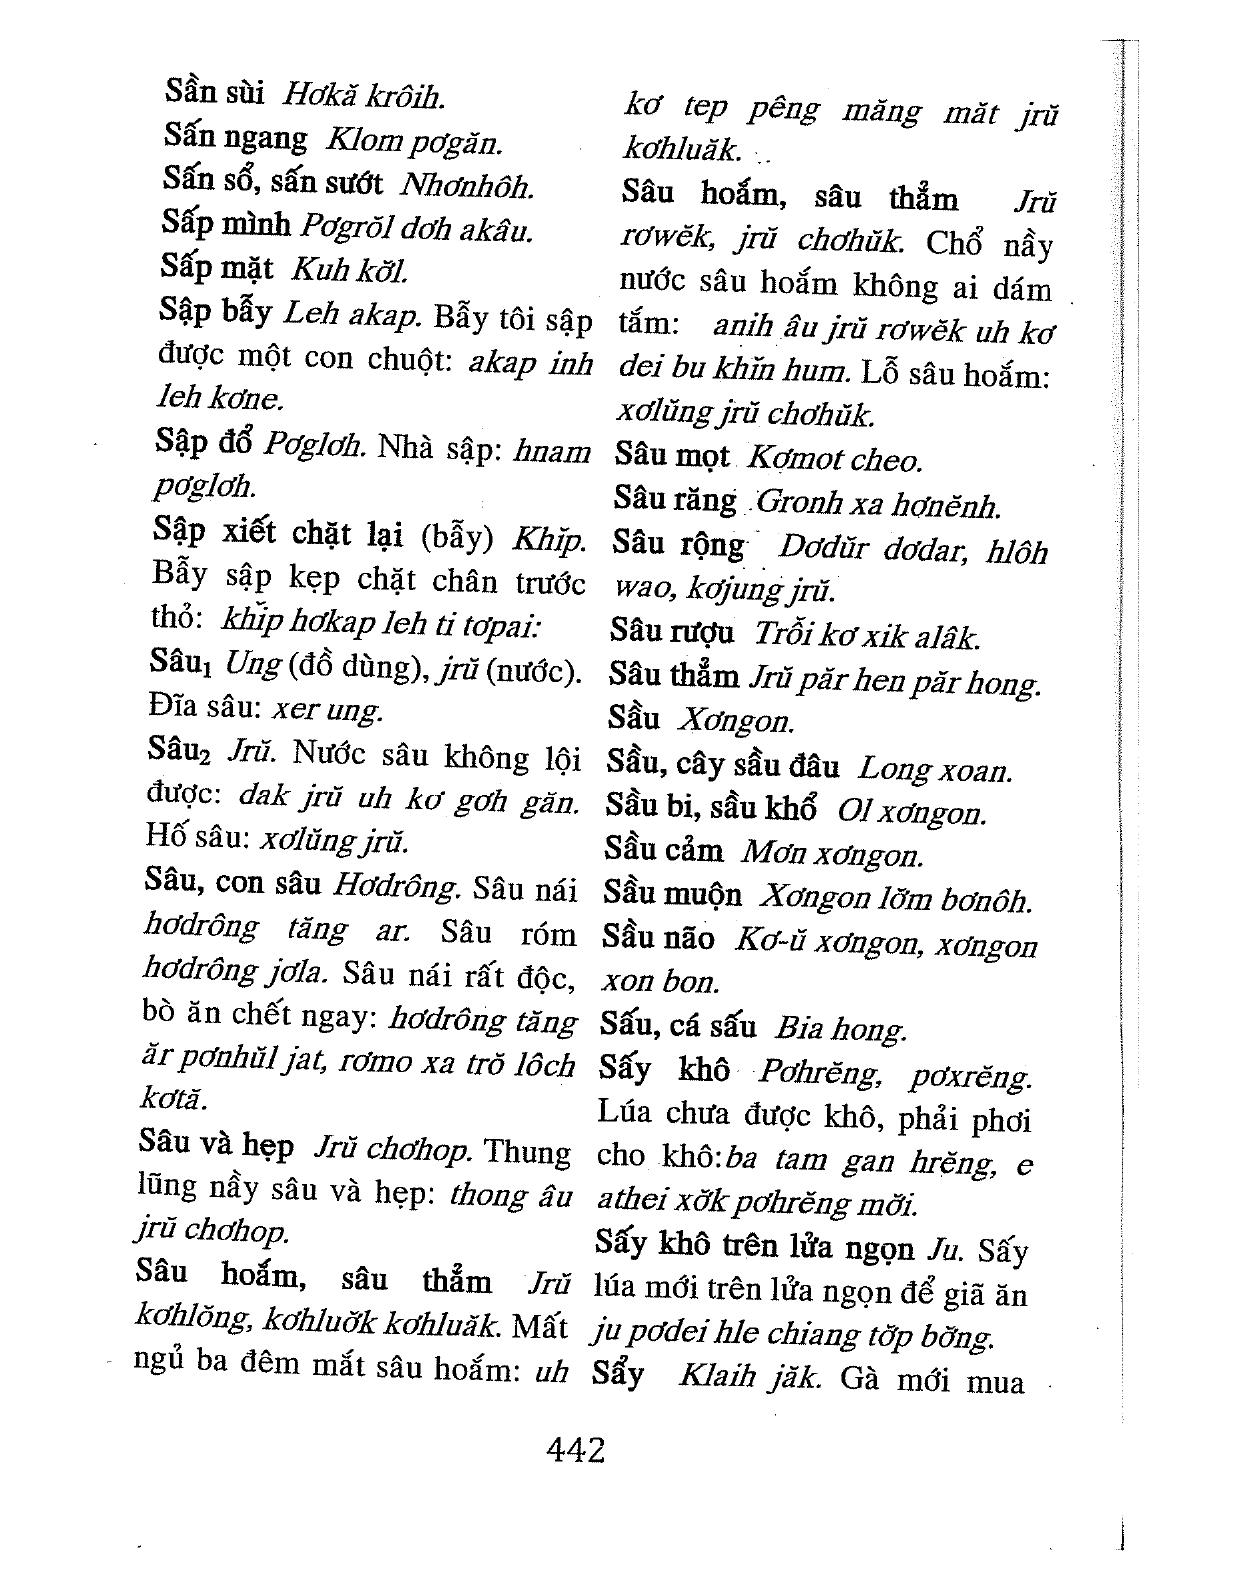 Sần sùi Hơkă krôih.
Sấn ngang Klom pơgăn.
Sấn sổ, sấn sướt Nhơnhôh.
Sấp mình Pơgrŏl dơh akâu.
Sấp mặt Kuh kơ̆l.
Sập bẫy Leh akap. Bẫy tôi sập
được một con chuột: akap inh
leh kơne.
Sập đổ Pơglơh. Nhà sập: hnam
pơglơh.
Sập xiết chặt lại (bẫy) Khĭp.
Bẫy sập kẹp chặt chân trước
thỏ: khĭp hơkap leh ti tơpai:
Sâu₁ Ung (đồ dùng), jrŭ (nước).
Đĩa sâu: xer ung.
Sâu₂ Jrŭ. Nước sâu không lội
được: dak jrŭ uh kơ gơh găn.
Hố sâu: xơlŭng jrŭ.
Sâu, con sâu Hơdrông. Sâu nái
hơdrông tăng ar. Sâu róm
hơdrông jơla. Sâu nái rất độc,
bò ăn chết ngay: hơdrông tăng
ăr pơnhŭl jat, rơmo xa trŏ lôch
kơtă.
Sâu và hẹp Jrŭ chơhop. Thung
lũng nầy sâu và hẹp: thong âu
jrŭ chơhop.
Sâu hoắm, sâu thẳm Jrŭ
kơhlŏng, kơhluơ̆k kơhluăk. Mất
ngủ ba đêm mắt sâu hoắm: uh
kơ tep pêng măng măt jrŭ
kơhluăk.
Sâu hoắm, sâu thẳm Jrŭ
rơwĕk, jrŭ chơhŭk. Chổ nầy
nước sâu hoắm không ai dám
tắm: anih âu jrŭ rơwĕk uh kơ
dei bu khĭn hum. Lỗ sâu hoắm:
xơlŭng jrŭ chơhŭk.
Sâu mọt Kơmot cheo.
Sâu răng Gronh xa hơnĕnh.
Sâu rộng Dơdŭr dơdar, hlôh
wao, kơjung jrŭ.
Sâu rượu Trô̆i kơ xik alâk.
Sâu thẳm Jrŭ păr hen păr hong.
Sầu Xơngon.
Sầu, cây sầu đâu Long xoan.
Sầu bi, sầu khổ Ol xơngon.
Sầu cảm Mơn xơngon.
Sầu muộn Xơngon lơ̆m bơnôh.
Sầu não Kơ-ŭ xơngon, xơngon
xon bon.
Sấu, cá sấu Bia hong.
Sấy khô Pơhrĕng, pơxrĕng.
Lúa chưa được khô, phải phơi
cho khô:ba tam gan hrĕng, e
athei xơ̆k pơhrĕng mơ̆i.
Sấy khô trên lửa ngọn Ju. Sấy
lúa mới trên lửa ngọn để giã ăn
ju pơdei hle chiang tơ̆p bơ̆ng.
Sẩy Klaih jăk. Gà mới mua
442